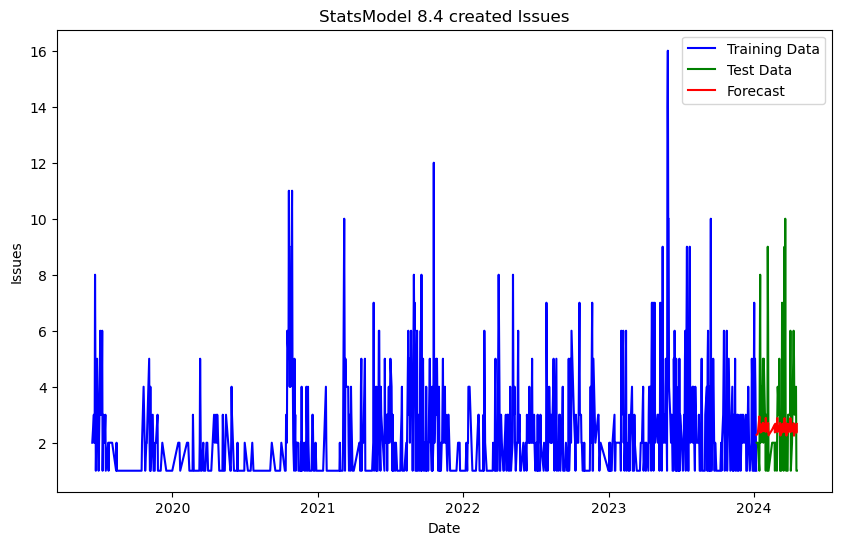 StatsModel 8.4 created Issues
Training Data
Test Data
Forecast
16
14
12
10
8
6
4
2
Issues
2020 2021 2022 2023 2024
Date